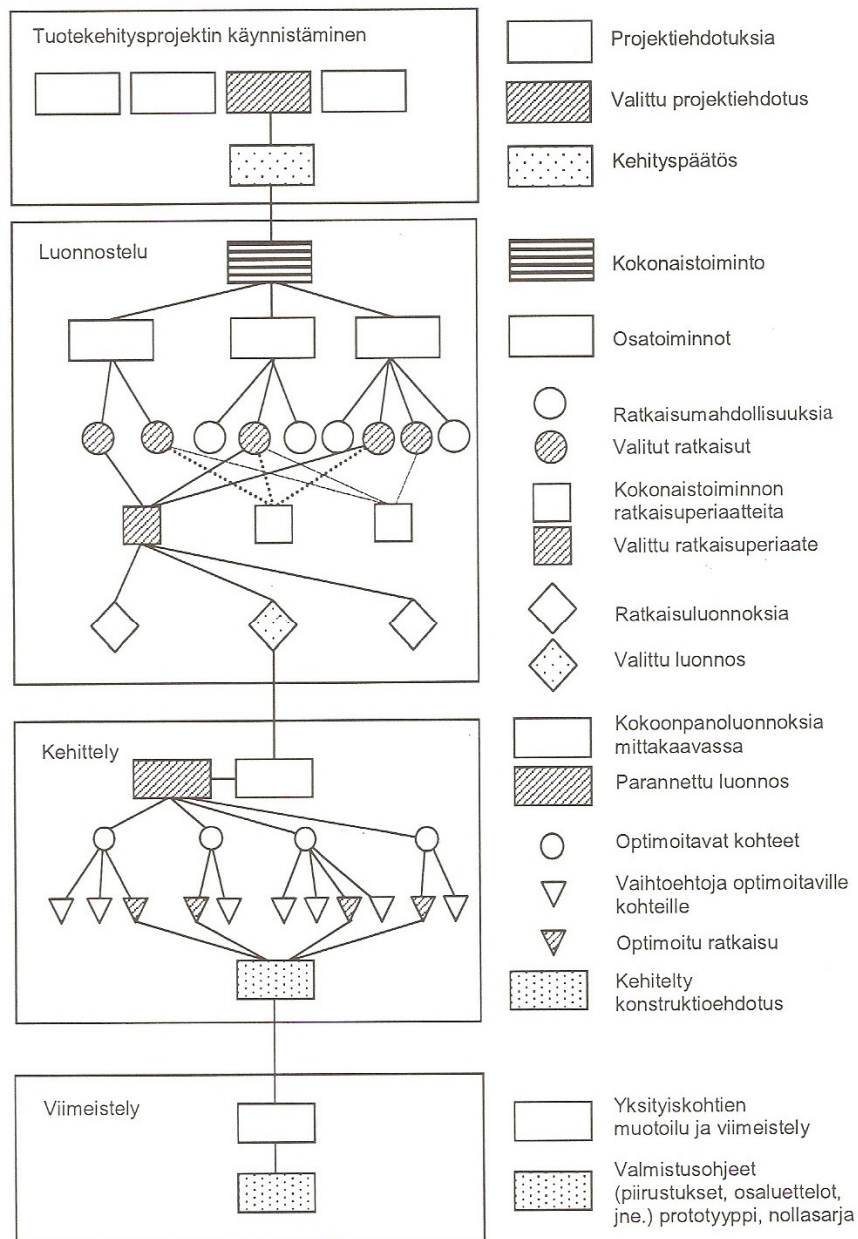 Tuotekehitysprojektin käynnistäminen
Projektiehdotuksia
Valittu projektiehdotus
Kehityspäätös
Luonnostelu
Kokonaistoiminto
Osatoiminnot
Ratkaisumahdollisuuksia
Valitut ratkaisut
Kokonaistoiminnon
ratkaisuperiaatteita
Valittu ratkaisuperiaate
Ratkaisuluonnoksia
Valittu luonnos
Kehittely
Kokoonpanoluonnoksia
mittakaavassa
Parannettu luonnos
Optimoitavat kohteet
Vaihtoehtoja optimoitaville
kohteille
Optimoitu ratkaisu
Kehitelty
konstruktioehdotus
Viimeistely
Yksityiskohtien
muotoilu ja viimeistely
Valmistusohjeet
(piirustukset, osaluettelot,
jne.) prototyyppi, nollasarja